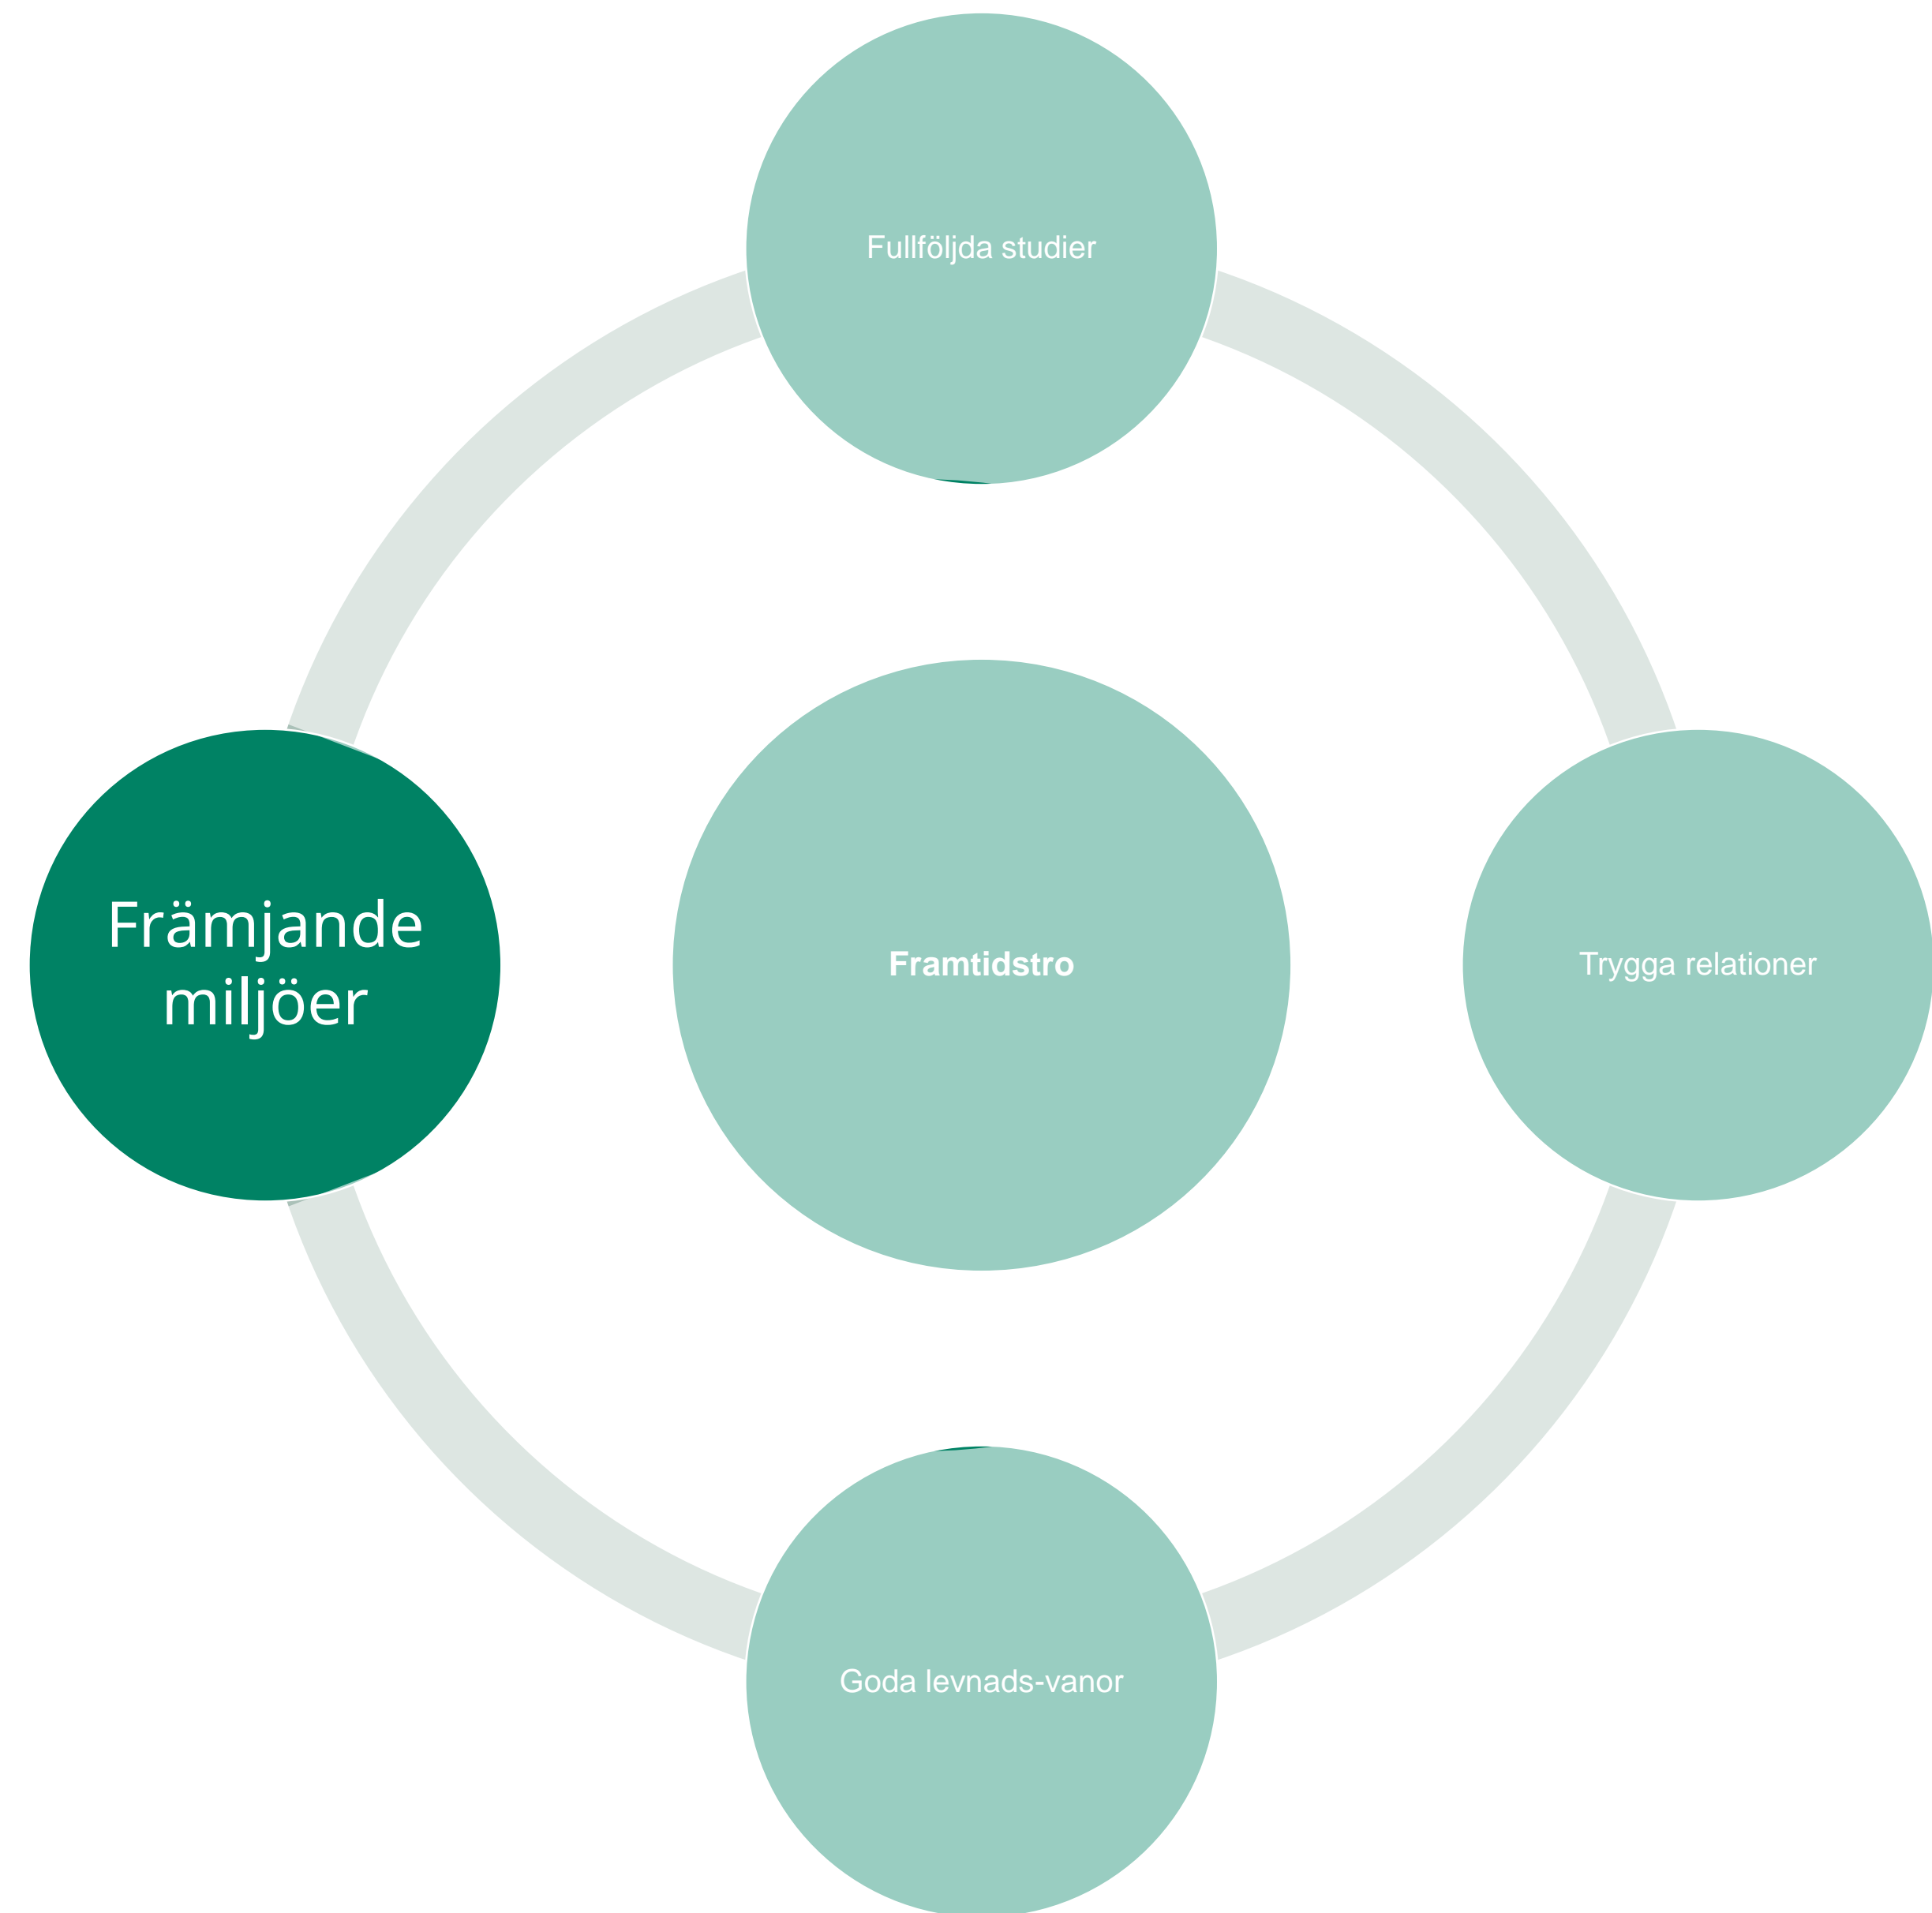 Fullföljda studier
Främjande
miljöer
Framtidstro
Trygga relationer
Goda levnads-vanor